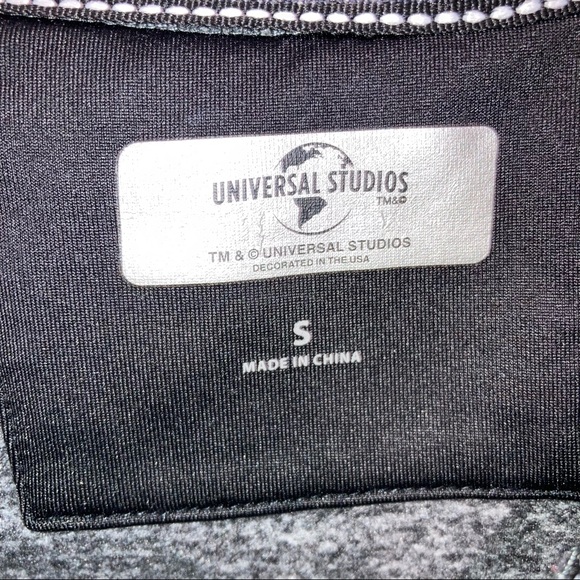 UNIVERSAL STUDIOS
TM&©
TM & © UNIVERSAL STUDIOS
DECORATED IN THE USA
S
MADE IN CHINA